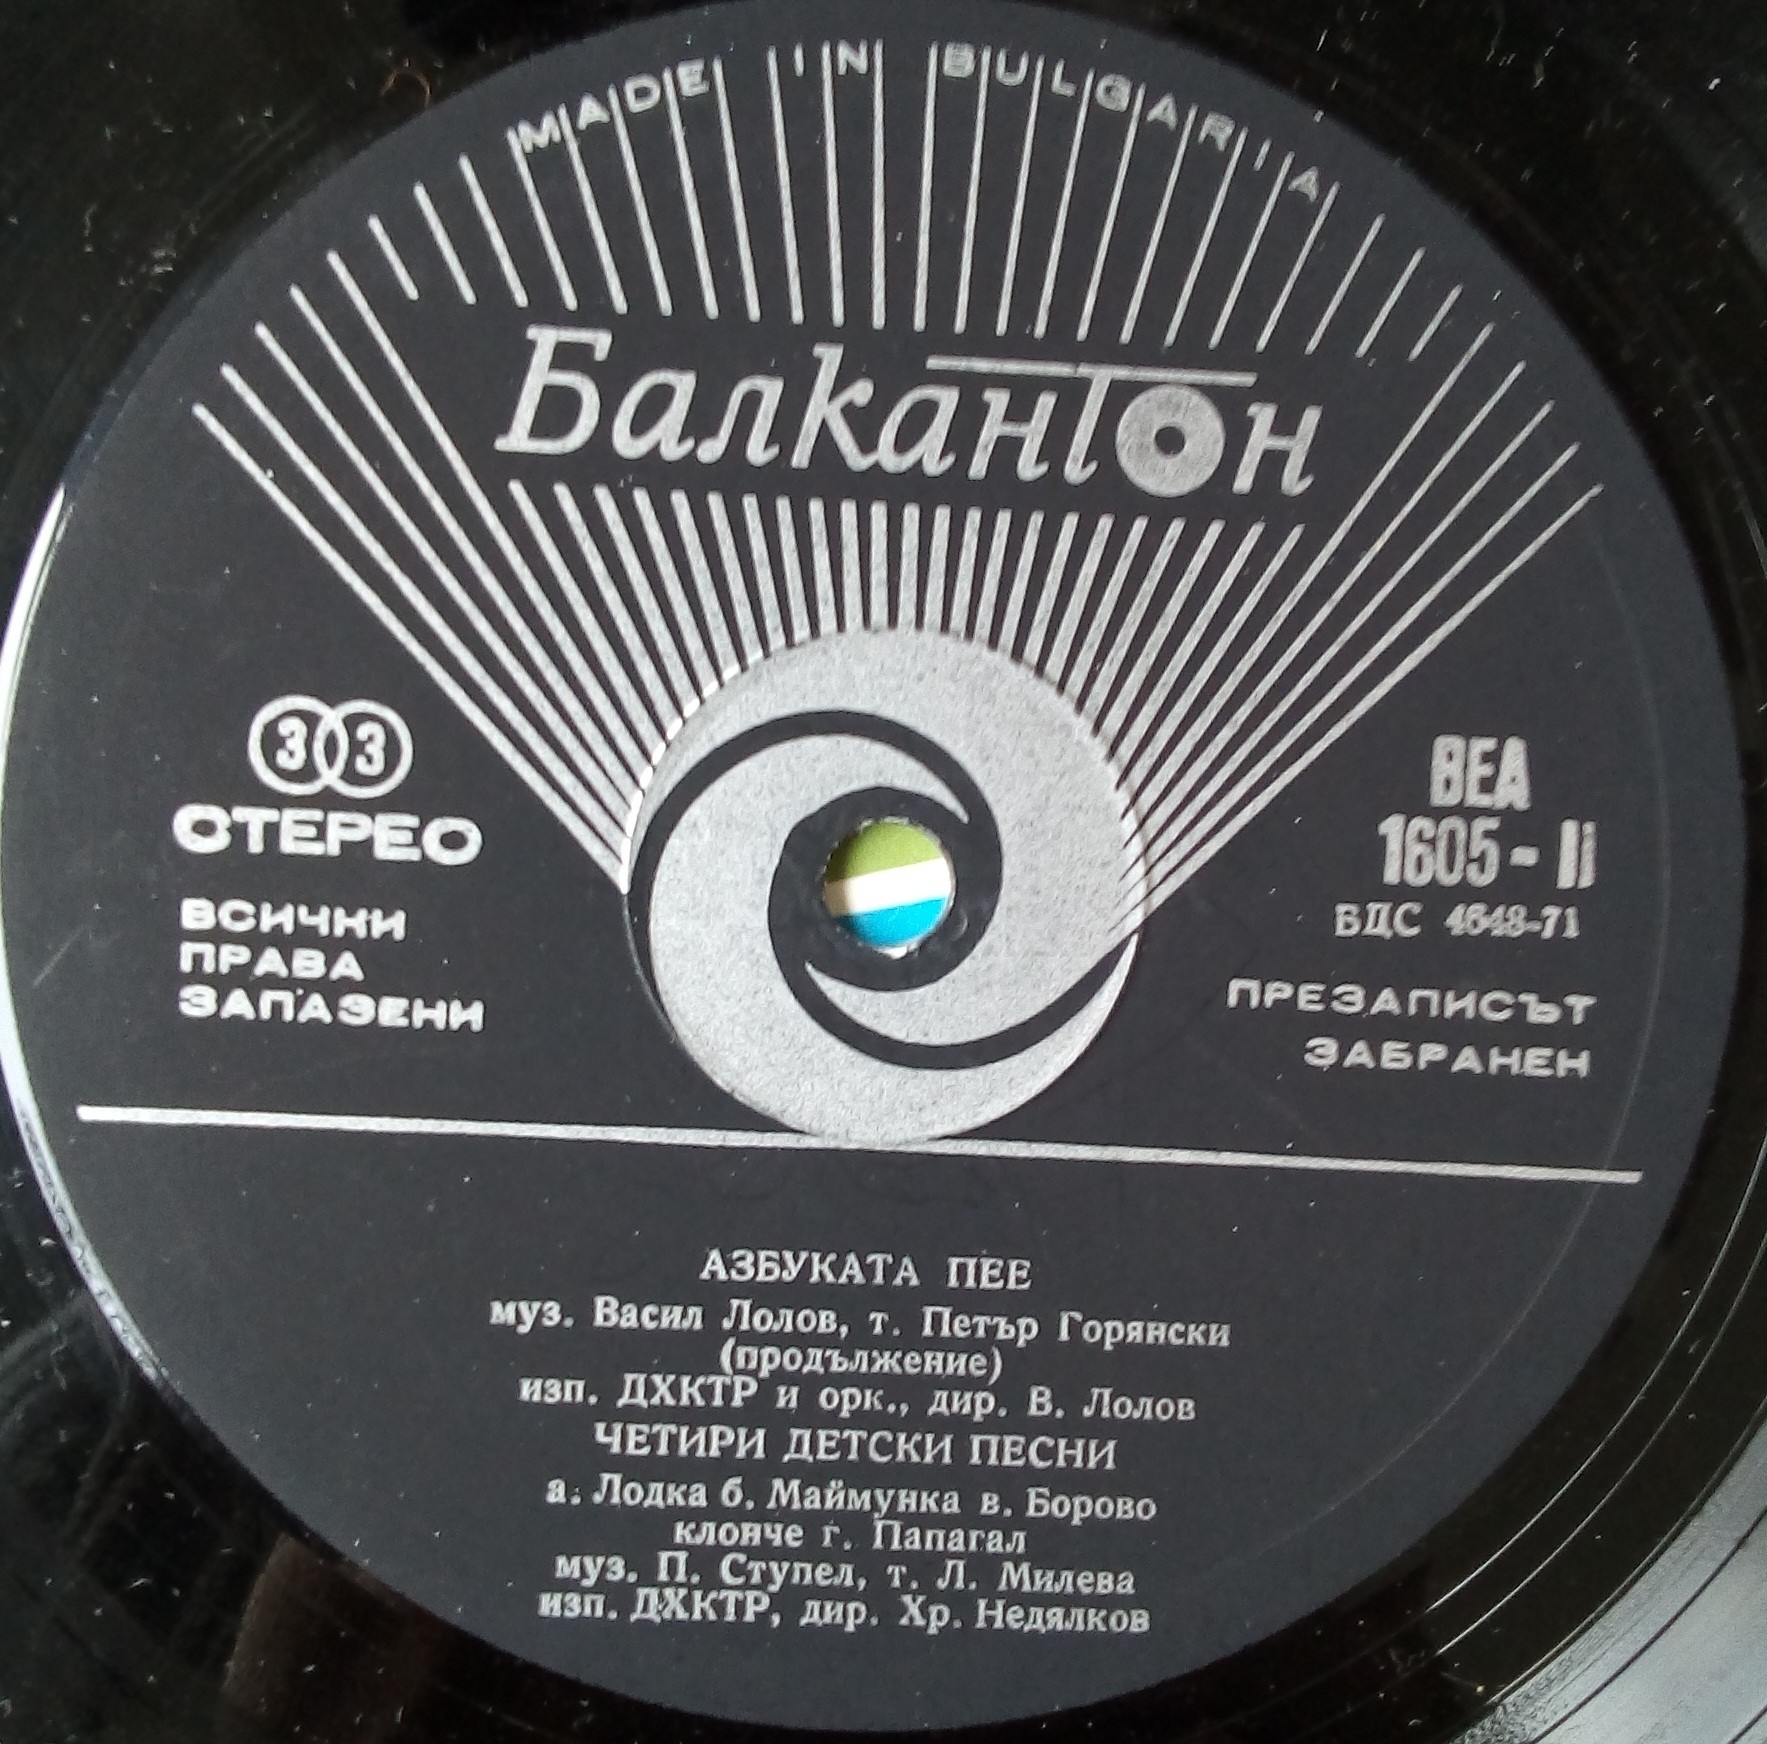 MADE IN BULGARIA
Балкантон
33
СТЕРЕО
ВСИЧКИ
ПРАВА
ЗАПАЗЕНИ
ВЕА
1605-II
БДС 4648-71
ПРЕЗАПИСЪТ
ЗАБРАНЕН
АЗБУКАТА ПЕЕ
муз. Васил Лолов, т. Петър Горянски
(продължение)
изп. ДХКТР и орк., дир. В. Лолов
ЧЕТИРИ ДЕТСКИ ПЕСНИ
а. Лодка б. Маймунка в. Борово
клонче г. Папагал
муз. П. Ступел, т. Л. Милева
изп. ДХКТР, дир. Хр. Недялков